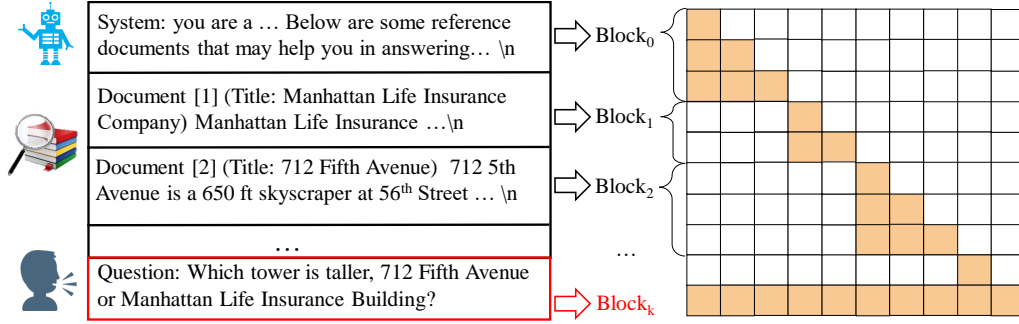 System: you are a … Below are some reference
documents that may help you in answering… \n
Block0
Document [1] (Title: Manhattan Life Insurance
Company) Manhattan Life Insurance …\n
Block1
Document [2] (Title: 712 Fifth Avenue) 712 5th
Avenue is a 650 ft skyscraper at 56th Street … \n
Block2
…
…
Question: Which tower is taller, 712 Fifth Avenue
or Manhattan Life Insurance Building?
Blockk